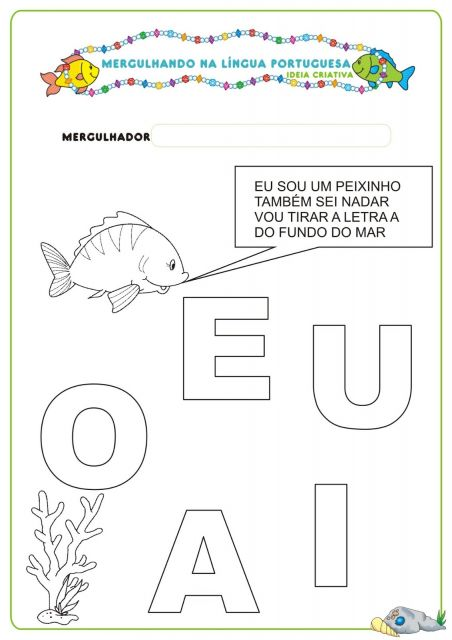 MERGULHANDO NA LÍNGUA PORTUGUESA
IDEIA CRIATIVA
MERGULHADOR
EU SOU UM PEIXINHO
TAMBÉM SEI NADAR
VOU TIRAR A LETRA A
DO FUNDO DO MAR
E
U
O
A
I